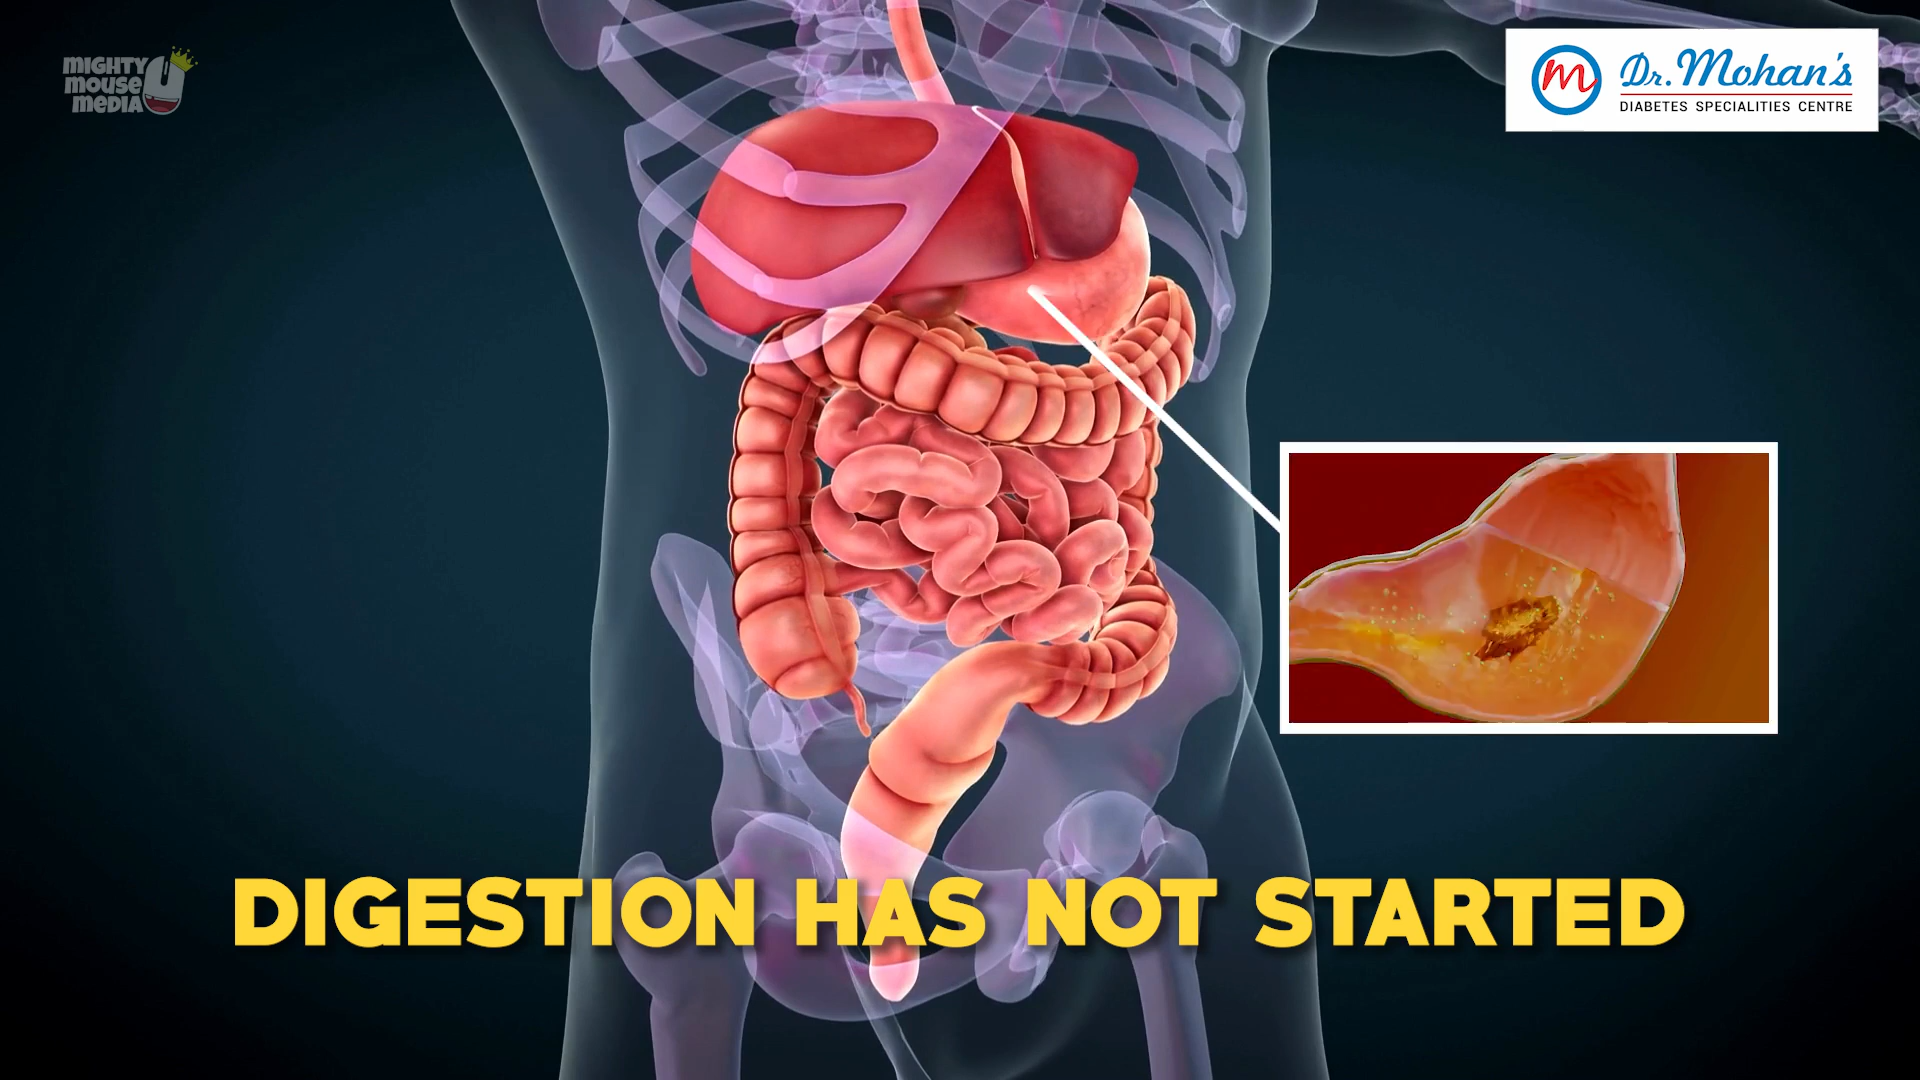 MIGHTY
MOUSE
MEDIA
m Dr. Mohan's
DIABETES SPECIALITIES CENTRE
DIGESTION HAS NOT STARTED